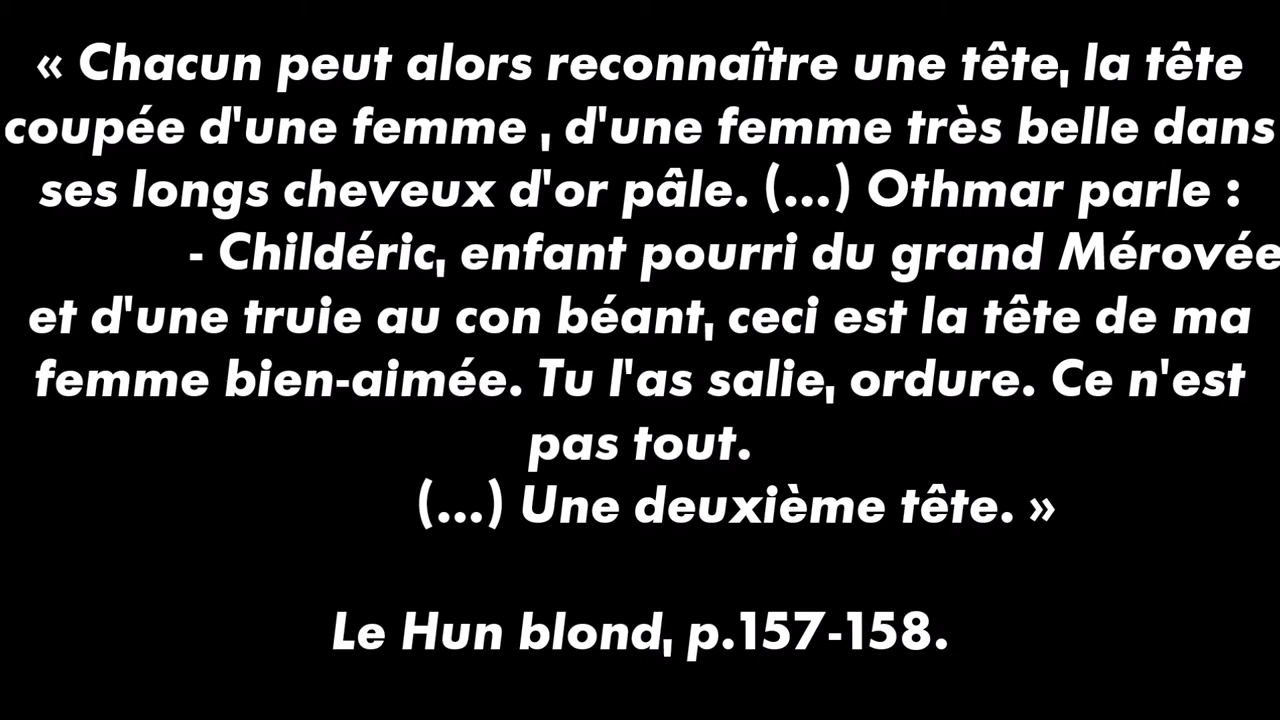 « Chacun peut alors reconnaître une tête, la tête
coupée d'une femme , d'une femme très belle dans
ses longs cheveux d'or pâle. (...) Othmar parle :
- Childéric, enfant pourri du grand Mérovée
et d'une truie au con béant, ceci est la tête de ma
femme bien-aimée. Tu l'as salie, ordure. Ce n'est
pas tout.
(...) Une deuxième tête. »
Le Hun blond, p.157-158.